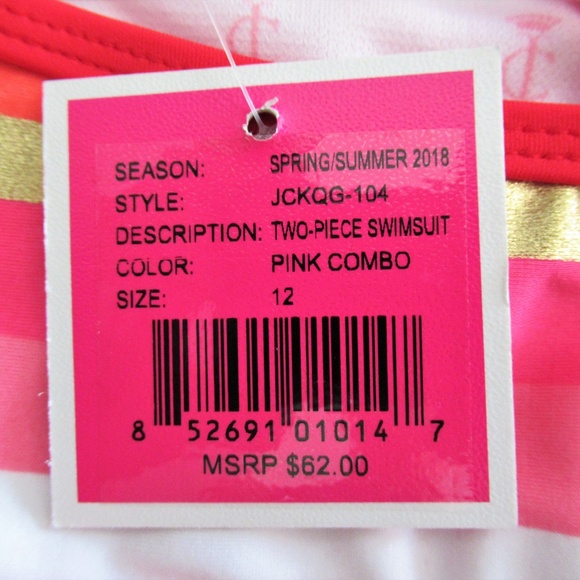 SEASON: SPRING/SUMMER 2018
STYLE: JCKQG-104
DESCRIPTION: TWO-PIECE SWIMSUIT
COLOR: PINK COMBO
SIZE: 12
8 52691 01014 7
MSRP $62.00